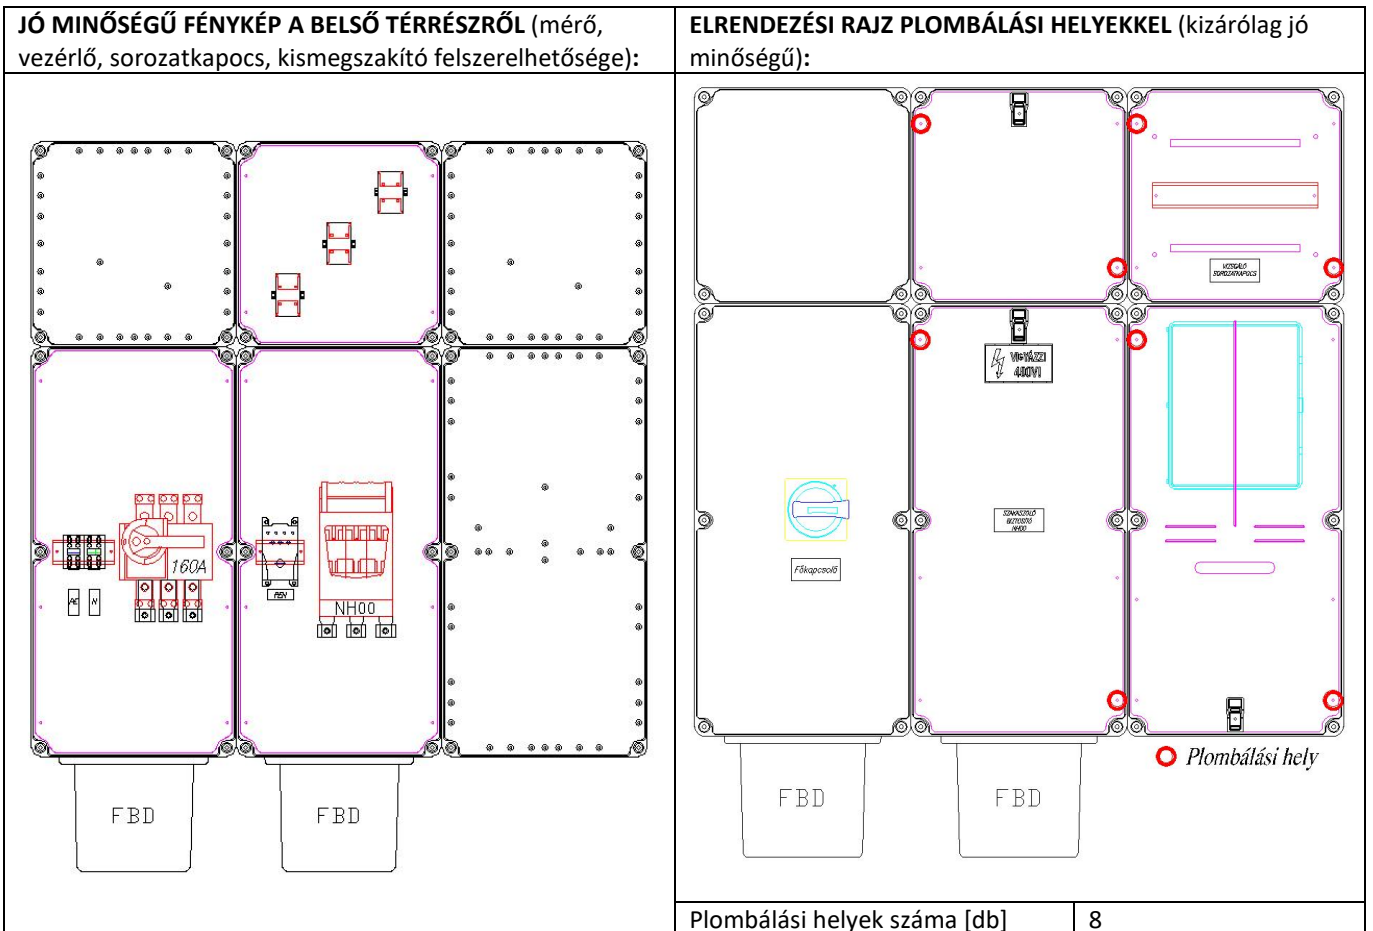 JÓ MINŐSÉGŰ FÉNYKÉP A BELSŐ TÉRRÉSZRŐL (mérő,
vezérlő, sorozatkapocs, kismegszakító felszerelhetősége):
160A
AC
N
PEN
NH00
FBD
FBD
ELRENDEZÉSI RAJZ PLOMBÁLÁSI HELYEKKEL (kizárólag jó
minőségű):
VIZSGÁLÓ
SOROZATKAPOCS
VIGYÁZZ!
400V!
SZAKASZOLÓ
BIZTOSÍTÓ
NH00
Főkapcsoló
Plombálási hely
FBD
FBD
Plombálási helyek száma [db]
8